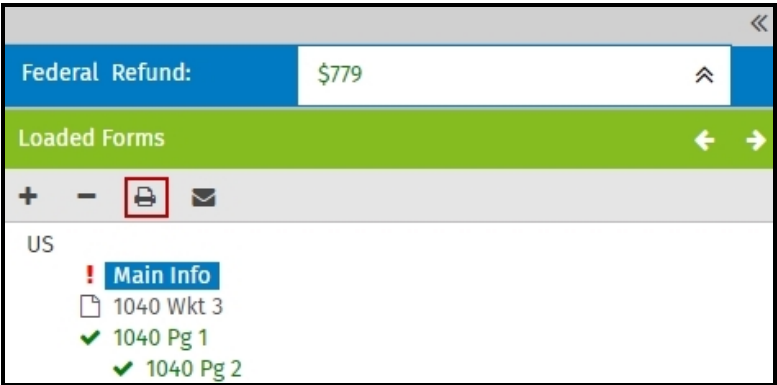 Federal Refund: $779
Loaded Forms
US
! Main Info
1040 Wkt 3
1040 Pg 1
1040 Pg 2